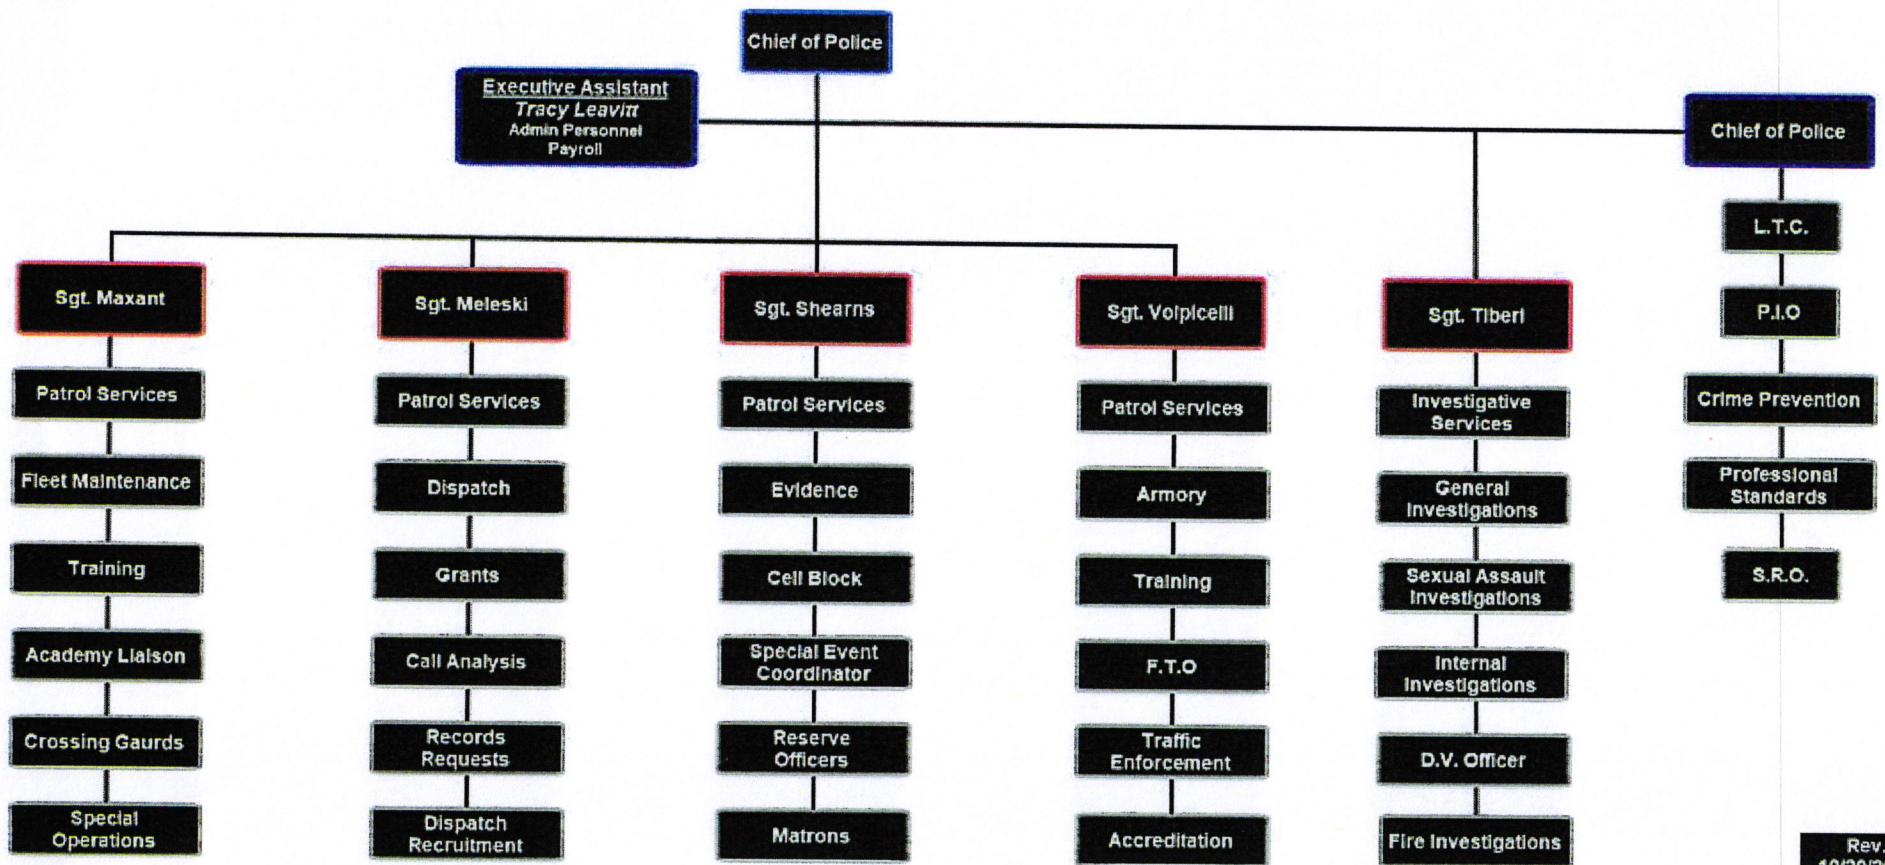 Chief of Police
Executive Assistant
Tracy Leavitt
Admin Personnel
Payroll
Chief of Police
L.T.C.
P.I.O
Crime Prevention
Professional
Standards
S.R.O.
Sgt. Maxant
Patrol Services
Fleet Maintenance
Training
Academy Liaison
Crossing Gaurds
Special
Operations
Sgt. Meleski
Patrol Services
Dispatch
Grants
Call Analysis
Records
Requests
Dispatch
Recruitment
Sgt. Shearns
Patrol Services
Evidence
Cell Block
Special Event
Coordinator
Reserve
Officers
Matrons
Sgt. Volpicelli
Patrol Services
Armory
Training
F.T.O
Traffic
Enforcement
Accreditation
Sgt. Tiberi
Investigative
Services
General
Investigations
Sexual Assault
Investigations
Internal
Investigations
D.V. Officer
Fire Investigations
Rev.